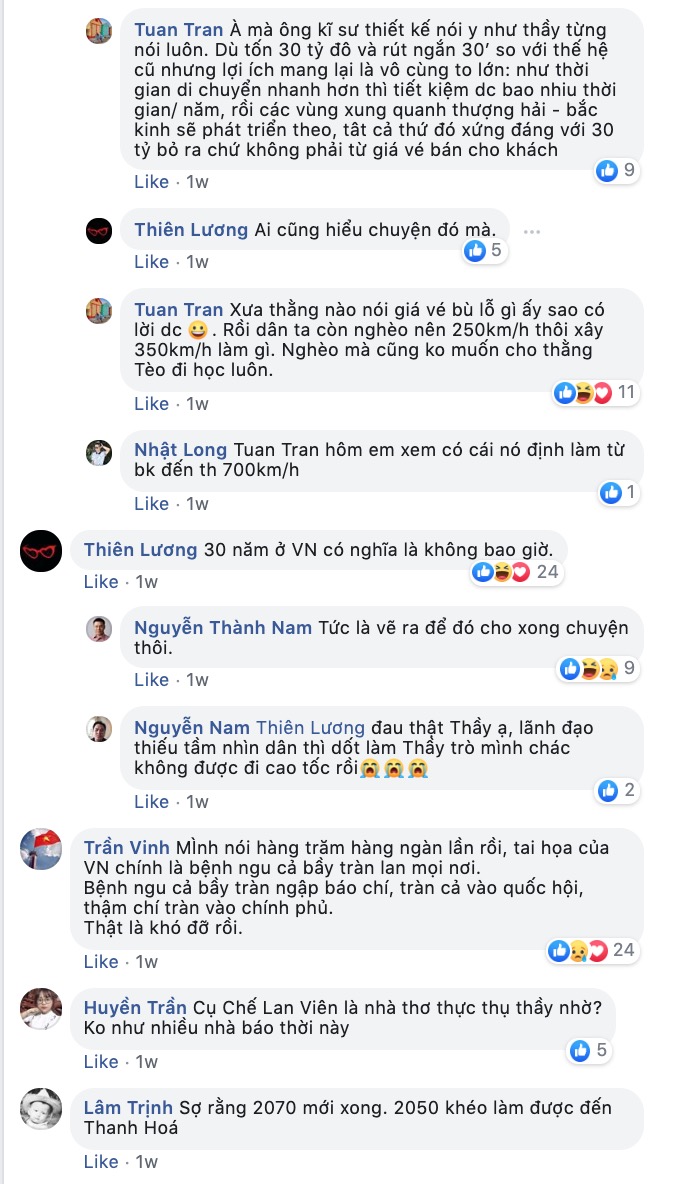 Tuan Tran À mà ông kĩ sư thiết kế nói y như thầy từng
nói luôn. Dù tốn 30 tỷ đô và rút ngắn 30’ so với thế hệ
cũ nhưng lợi ích mang lại là vô cùng to lớn: như thời
gian di chuyển nhanh hơn thì tiết kiệm dc bao nhiu thời
gian/ năm, rồi các vùng xung quanh thượng hải - bắc
kinh sẽ phát triển theo, tât cả thứ đó xứng đáng với 30
tỷ bỏ ra chứ không phải từ giá vé bán cho khách
9
Like · 1w
Thiên Lương Ai cũng hiểu chuyện đó mà.
5
Like · 1w
Tuan Tran Xưa thằng nào nói giá vé bù lỗ gì ấy sao có
lời dc 😀. Rồi dân ta còn nghèo nên 250km/h thôi xây
350km/h làm gì. Nghèo mà cũng ko muốn cho thằng
Tèo đi học luôn.
11
Like · 1w
Nhật Long Tuan Tran hôm em xem có cái nó định làm từ
bk đến th 700km/h
1
Like · 1w
Thiên Lương 30 năm ở VN có nghĩa là không bao giờ.
24
Like · 1w
Nguyễn Thành Nam Tức là vẽ ra để đó cho xong chuyện
thôi.
9
Like · 1w
Nguyễn Nam Thiên Lương đau thật Thầy ạ, lãnh đạo
thiếu tầm nhìn dân thì dốt làm Thầy trò mình chác
không được đi cao tốc rồi😭😭😭
2
Like · 1w
Trần Vinh MÌnh nói hàng trăm hàng ngàn lần rồi, tai họa của
VN chính là bệnh ngu cả bầy tràn lan mọi nơi.
Bệnh ngu cả bầy tràn ngập báo chí, tràn cả vào quốc hội,
thậm chí tràn vào chính phủ.
Thật là khó đỡ rồi.
24
Like · 1w
Huyền Trần Cụ Chế Lan Viên là nhà thơ thực thụ thầy nhờ?
Ko như nhiều nhà báo thời này
5
Like · 1w
Lâm Trịnh Sợ rằng 2070 mới xong. 2050 khéo làm được đến
Thanh Hoá
Like · 1w